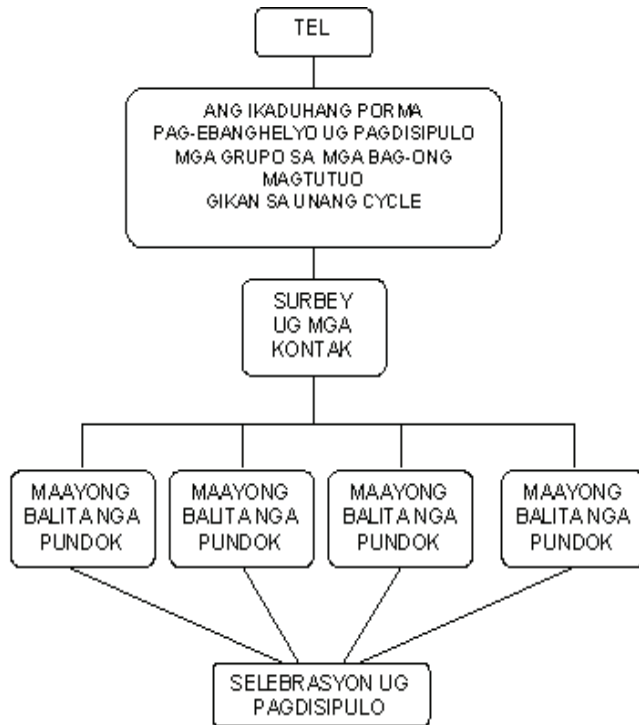 TEL
ANG IKADUHANG PORMA
PAG-EBANGHELYO UG PAGDISIPULO
MGA GRUPO SA MGA BAG-ONG
MAGTUTUO
GIKAN SA UNANG CYCLE
SURBEY
UG MGA
KONTAK
MAAYONG
BALITA NGA
PUNDOK
MAAYONG
BALITA NGA
PUNDOK
MAAYONG
BALITA NGA
PUNDOK
MAAYONG
BALITA NGA
PUNDOK
SELEBRASYON UG
PAGDISIPULO